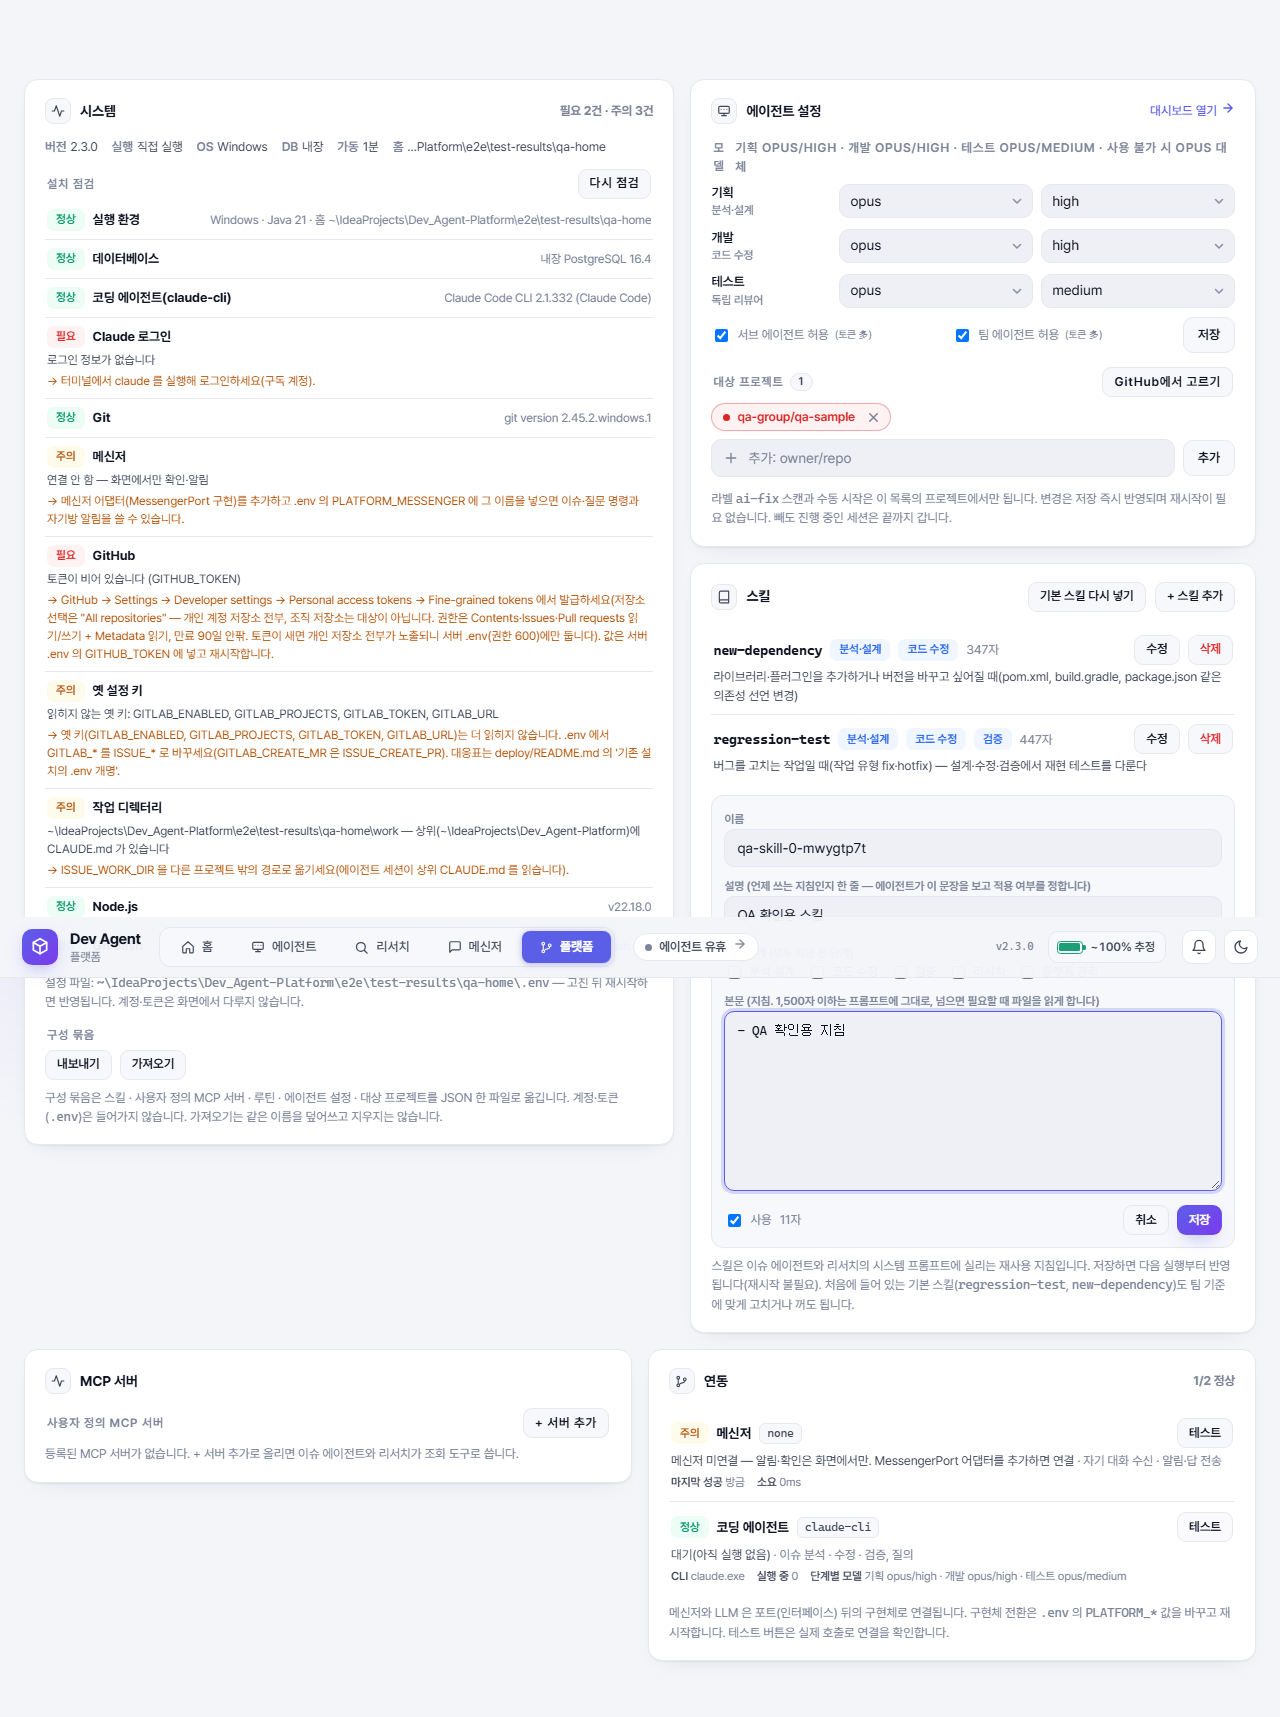 시스템
필요 2건 · 주의 3건
버전 2.3.0 실행 직접 실행 OS Windows DB 내장 가동 1분 홈 ...Platform\e2e\test-results\qa-home
설치 점검
다시 점검
정상 실행 환경 Windows · Java 21 · 홈 ~\IdeaProjects\Dev_Agent-Platform\e2e\test-results\qa-home
정상 데이터베이스 내장 PostgreSQL 16.4
정상 코딩 에이전트(claude-cli) Claude Code CLI 2.1.332 (Claude Code)
필요 Claude 로그인
로그인 정보가 없습니다
→ 터미널에서 claude 를 실행해 로그인하세요(구독 계정).
정상 Git git version 2.45.2.windows.1
주의 메신저
연결 안 함 — 화면에서만 확인·알림
→ 메신저 어댑터(MessengerPort 구현)를 추가하고 .env 의 PLATFORM_MESSENGER 에 그 이름을 넣으면 이슈·질문 명령과
자기방 알림을 쓸 수 있습니다.
필요 GitHub
토큰이 비어 있습니다 (GITHUB_TOKEN)
→ GitHub → Settings → Developer settings → Personal access tokens → Fine-grained tokens 에서 발급하세요(저장소
선택은 "All repositories" — 개인 계정 저장소 전부, 조직 저장소는 대상이 아닙니다. 권한은 Contents·Issues·Pull requests 읽
기/쓰기 + Metadata 읽기, 만료 90일 안팎. 토큰이 새면 개인 저장소 전부가 노출되니 서버 .env(권한 600)에만 둡니다). 값은 서버
.env 의 GITHUB_TOKEN 에 넣고 재시작합니다.
주의 옛 설정 키
읽히지 않는 옛 키: GITLAB_ENABLED, GITLAB_PROJECTS, GITLAB_TOKEN, GITLAB_URL
→ 옛 키(GITLAB_ENABLED, GITLAB_PROJECTS, GITLAB_TOKEN, GITLAB_URL)는 더 읽히지 않습니다. .env 에서
GITLAB_* 를 ISSUE_* 로 바꾸세요(GITLAB_CREATE_MR 은 ISSUE_CREATE_PR). 대응표는 deploy/README.md 의 '기존 설
치의 .env 개명'.
주의 작업 디렉터리
~\IdeaProjects\Dev_Agent-Platform\e2e\test-results\qa-home\work — 상위(~\IdeaProjects\Dev_Agent-Platform)에
CLAUDE.md 가 있습니다
→ ISSUE_WORK_DIR 을 다른 프로젝트 밖의 경로로 옮기세요(에이전트 세션이 상위 CLAUDE.md 를 읽습니다).
정상 Node.js v22.18.0
에이전트 설정
대시보드 열기 →
모델 기획 OPUS/HIGH · 개발 OPUS/HIGH · 테스트 OPUS/MEDIUM · 사용 불가 시 OPUS 대체
기획
분석·설계
opus high
개발
코드 수정
opus high
테스트
독립 리뷰어
opus medium
서브 에이전트 허용 (토큰 多) 팀 에이전트 허용 (토큰 多) 저장
대상 프로젝트 1 GitHub에서 고르기
qa-group/qa-sample
추가: owner/repo 추가
라벨 ai-fix 스캔과 수동 시작은 이 목록의 프로젝트에서만 됩니다. 변경은 저장 즉시 반영되며 재시작이 필
요 없습니다. 빼도 진행 중인 세션은 끝까지 갑니다.
스킬
기본 스킬 다시 넣기 + 스킬 추가
new-dependency 분석·설계 코드 수정 347자 수정 삭제
라이브러리·플러그인을 추가하거나 버전을 바꾸고 싶어질 때(pom.xml, build.gradle, package.json 같은
의존성 선언 변경)
regression-test 분석·설계 코드 수정 검증 447자 수정 삭제
버그를 고치는 작업일 때(작업 유형 fix·hotfix) — 설계·수정·검증에서 재현 테스트를 다룬다
이름
qa-skill-0-mwygtp7t
설명 (언제 쓰는 지침인지 한 줄 — 에이전트가 이 문장을 보고 적용 여부를 정합니다)
QA 확인용 스킬
Dev Agent
플랫폼
홈 에이전트 리서치 메신저 플랫폼
에이전트 유휴 →
v2.3.0
~100% 추정
설정 파일: ~\IdeaProjects\Dev_Agent-Platform\e2e\test-results\qa-home\.env — 고친 뒤 재시작하
면 반영됩니다. 계정·토큰은 화면에서 다루지 않습니다.
구성 묶음
내보내기 가져오기
구성 묶음은 스킬 · 사용자 정의 MCP 서버 · 루틴 · 에이전트 설정 · 대상 프로젝트를 JSON 한 파일로 옮깁니다. 계정·토큰
(.env)은 들어가지 않습니다. 가져오기는 같은 이름을 덮어쓰고 지우지는 않습니다.
본문 (지침. 1,500자 이하는 프롬프트에 그대로, 넘으면 필요할 때 파일을 읽게 합니다)
- QA 확인용 지침
사용 11자 취소 저장
스킬은 이슈 에이전트와 리서치의 시스템 프롬프트에 실리는 재사용 지침입니다. 저장하면 다음 실행부터 반영
됩니다(재시작 불필요). 처음에 들어 있는 기본 스킬(regression-test, new-dependency)도 팀 기준
에 맞게 고치거나 꺼도 됩니다.
MCP 서버
사용자 정의 MCP 서버 + 서버 추가
등록된 MCP 서버가 없습니다. + 서버 추가로 올리면 이슈 에이전트와 리서치가 조회 도구로 씁니다.
연동
1/2 정상
주의 메신저 none 테스트
메신저 미연결 — 알림·확인은 화면에서만. MessengerPort 어댑터를 추가하면 연결 · 자기 대화 수신 · 알림·답 전송
마지막 성공 방금 소요 0ms
정상 코딩 에이전트 claude-cli 테스트
대기(아직 실행 없음) · 이슈 분석 · 수정 · 검증, 질의
CLI claude.exe 실행 중 0 단계별 모델 기획 opus/high · 개발 opus/high · 테스트 opus/medium
메신저와 LLM 은 포트(인터페이스) 뒤의 구현체로 연결됩니다. 구현체 전환은 .env 의 PLATFORM_* 값을 바꾸고 재
시작합니다. 테스트 버튼은 실제 호출로 연결을 확인합니다.